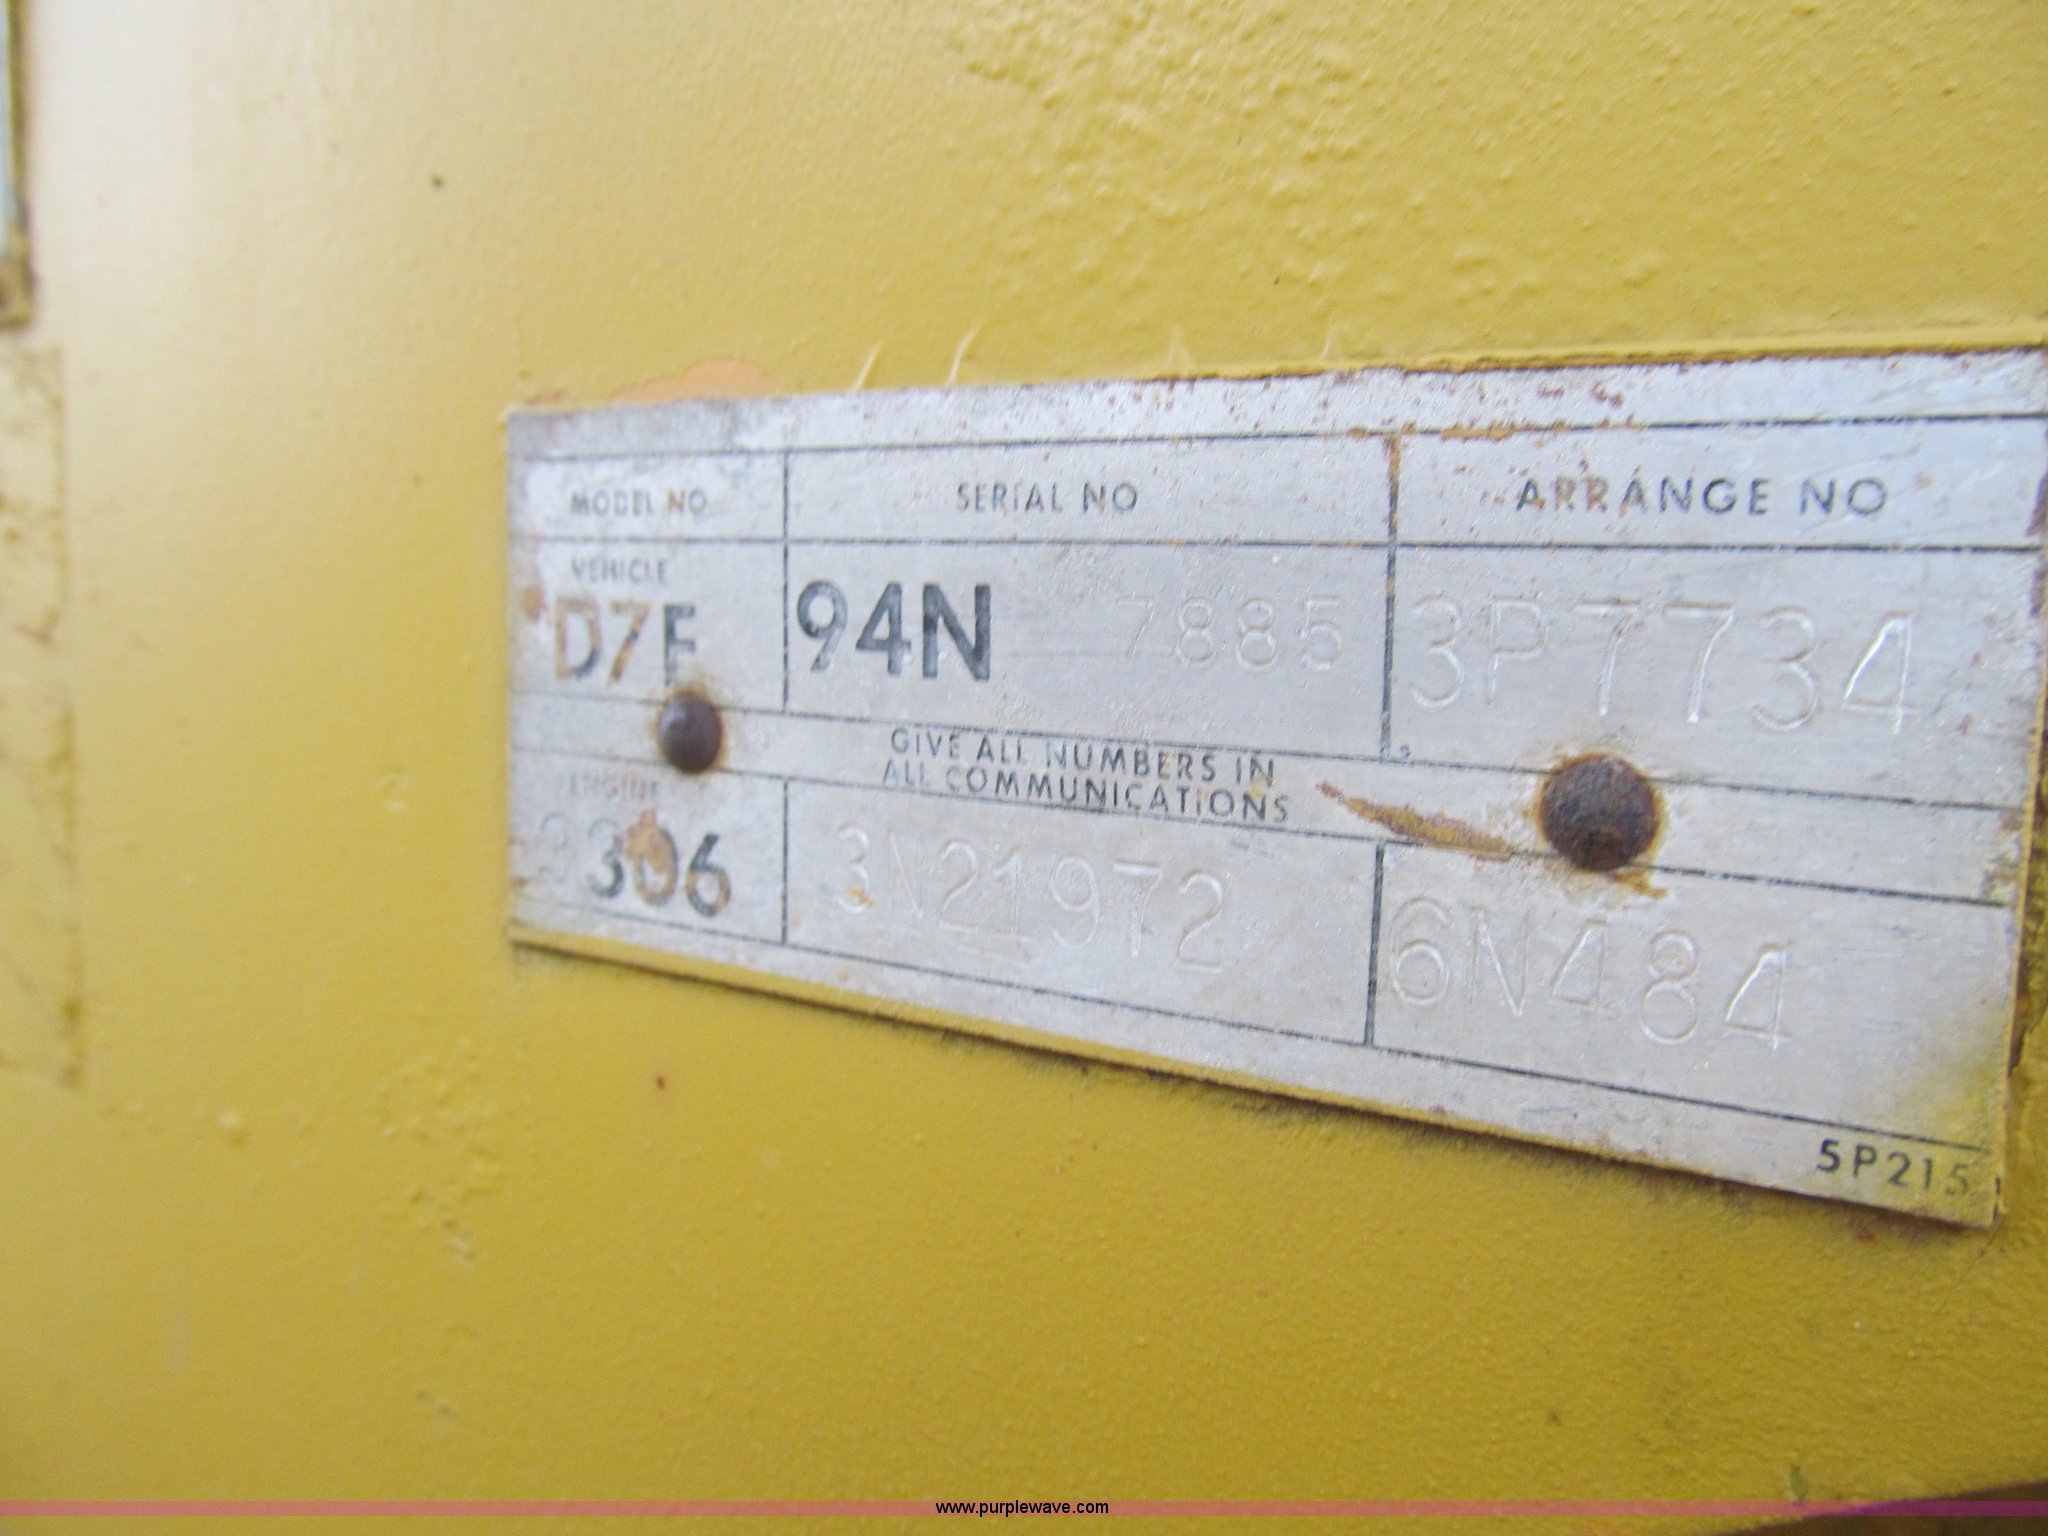 MODEL NO SERIAL NO ARRANGE NO
VEHICLE
D7F 94N 7885 3P7734
GIVE ALL NUMBERS IN
ALL COMMUNICATIONS
ENGINE
3306 3N21972 6N484
5P215
www.purplewave.com